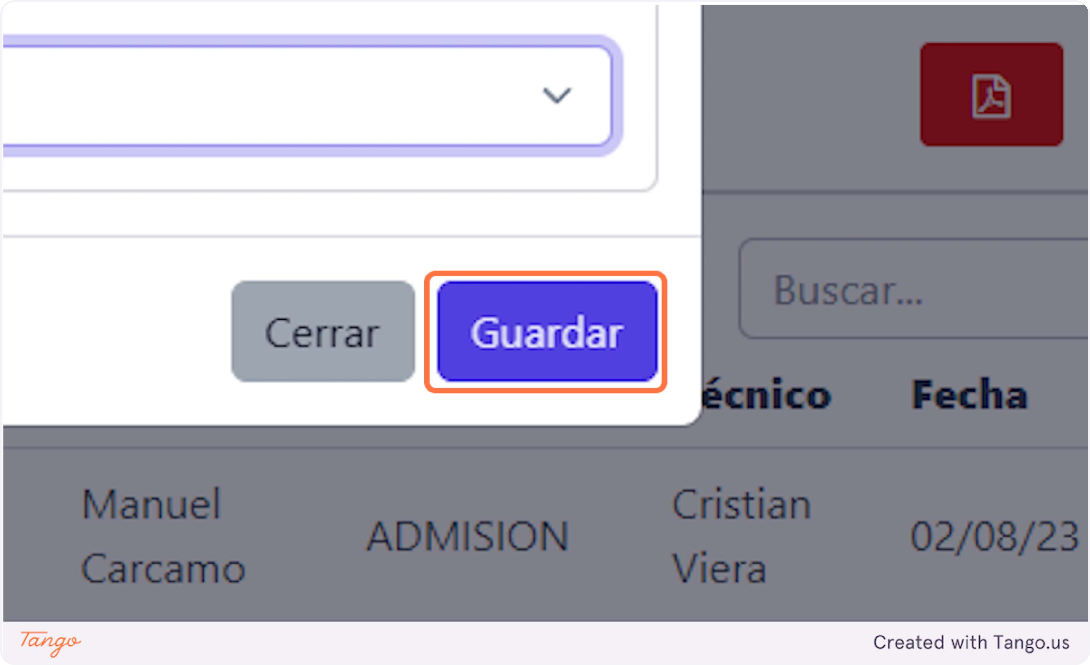 Buscar...
Cerrar
Guardar
écnico
Fecha
Manuel
Carcamo
ADMISION
Cristian
Viera
02/08/23
Tango
Created with Tango.us